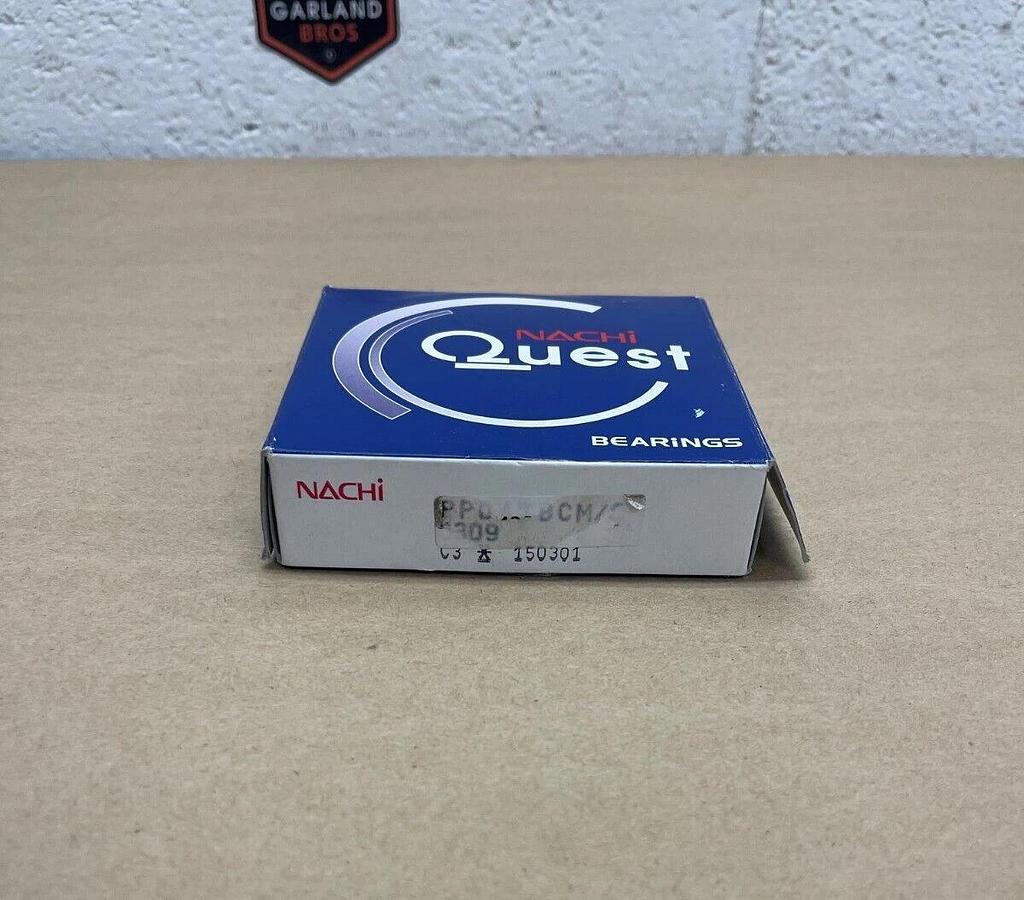 GARLAND
BROS
NACHi
Quest
BEARiNGS
NACHi
C3 150301